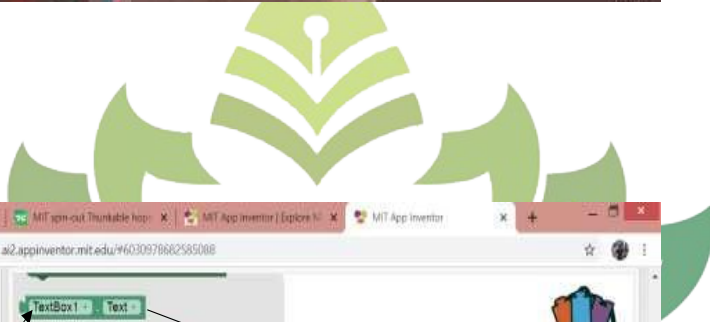 MIT spin-out Thunkable hop
MIT App Inventor | Explore M
MIT App Inventor
ai2.appinventor.mit.edu/#6030978682585088
TextBox1 . Text